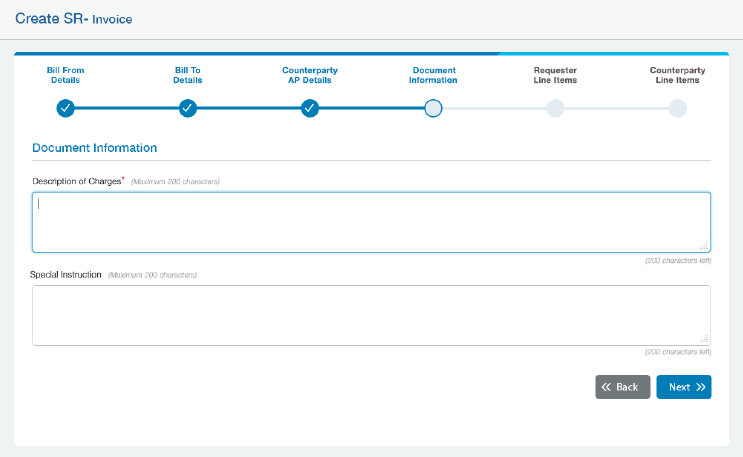 Create SR- Invoice
Bill From Details
Bill To Details
Counterparty AP Details
Document Information
Requester Line Items
Counterparty Line Items
Document Information
Description of Charges* (Maximum 200 characters)
(200 characters left)
Special Instruction (Maximum 200 characters)
(200 characters left)
Back
Next